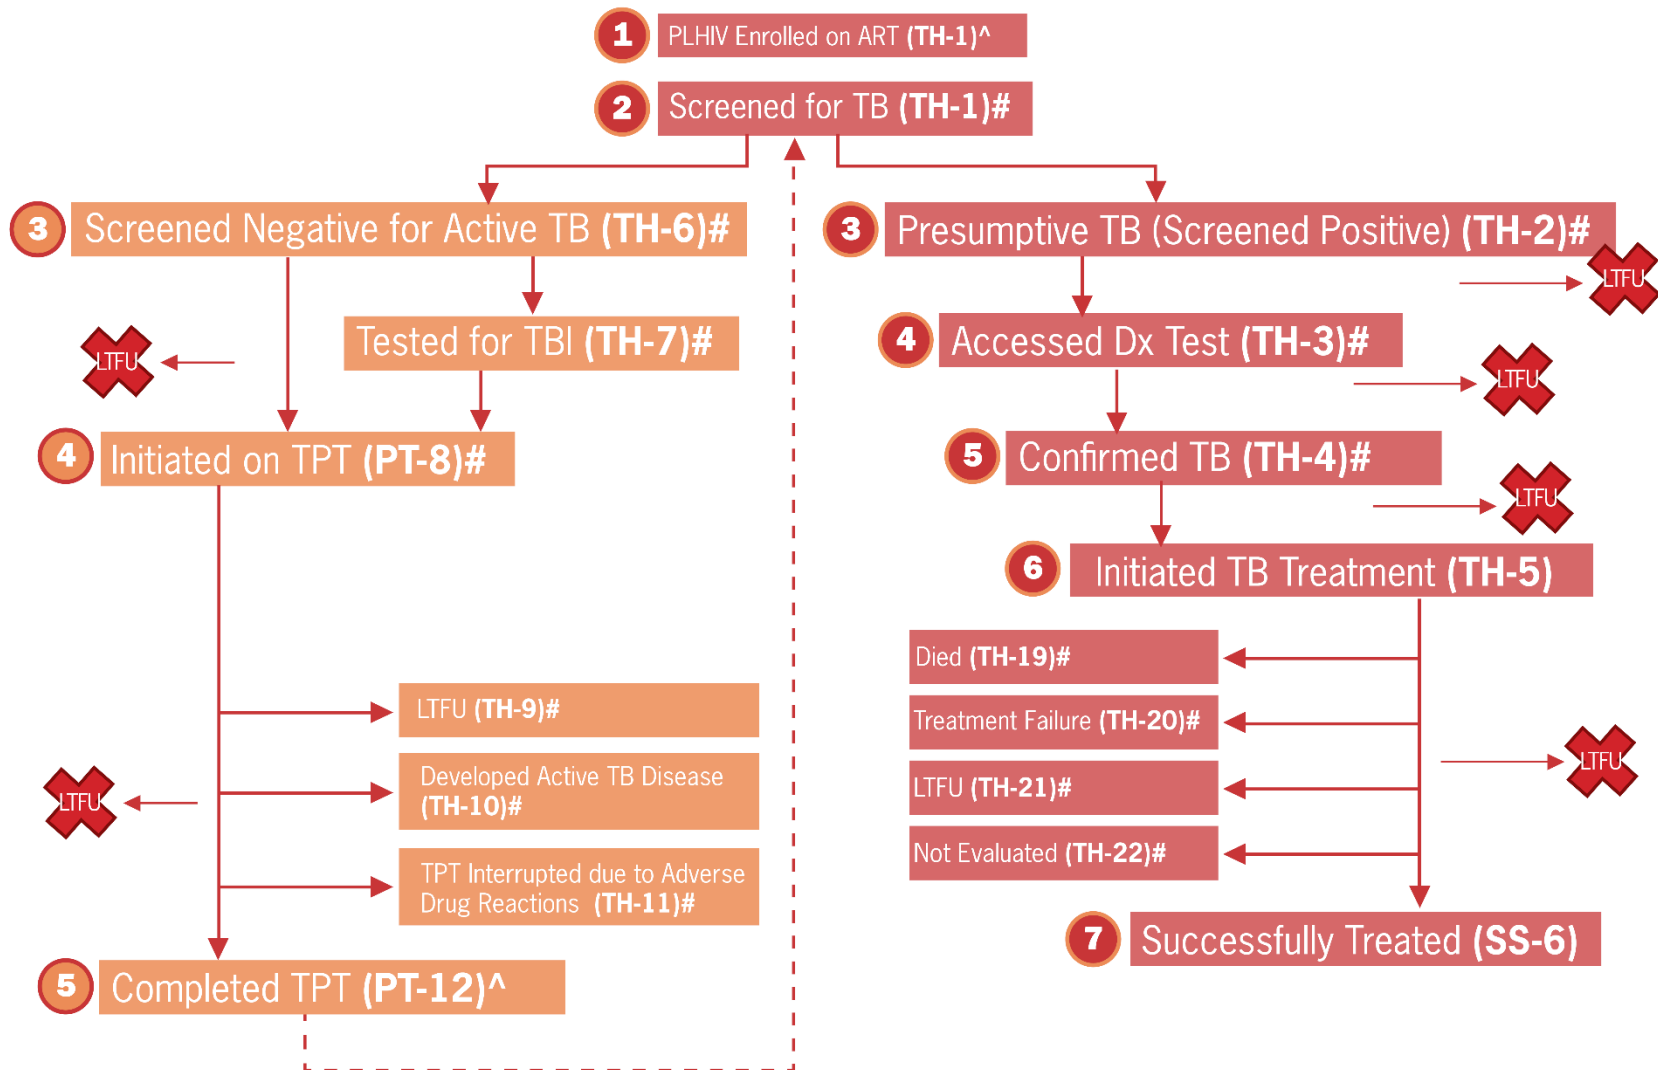 1
PLHIV Enrolled on ART (TH-1)^
2
Screened for TB (TH-1)#
3
Screened Negative for Active TB (TH-6)#
3
Presumptive TB (Screened Positive) (TH-2)#
LTFU
Tested for TBI (TH-7)#
LTFU
4
Accessed Dx Test (TH-3)#
LTFU
4
Initiated on TPT (PT-8)#
5
Confirmed TB (TH-4)#
LTFU
6
Initiated TB Treatment (TH-5)
Died (TH-19)#
LTFU (TH-9)#
Treatment Failure (TH-20)#
LTFU
Developed Active TB Disease
(TH-10)#
LTFU (TH-21)#
LTFU
Not Evaluated (TH-22)#
TPT Interrupted due to Adverse
Drug Reactions (TH-11)#
7
Successfully Treated (SS-6)
5
Completed TPT (PT-12)^